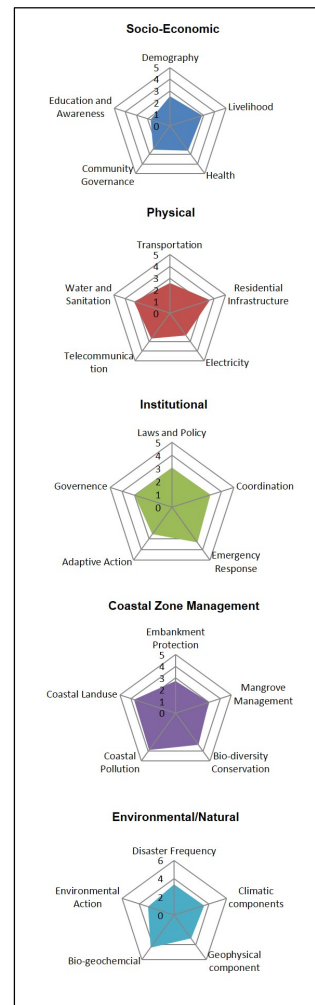 Socio-Economic
Demography
5
4
3
2
1
0
Education and
Awareness
Livelihood
Community
Governance
Health
Physical
Transportation
5
4
3
2
1
0
Water and
Sanitation
Residential
Infrastructure
Telecommunica
tion
Electricity
Institutional
Laws and Policy
5
4
3
2
1
0
Governence
Coordination
Adaptive Action
Emergency
Response
Coastal Zone Management
Embankment
Protection
5
4
3
2
1
0
Coastal Landuse
Mangrove
Management
Coastal
Pollution
Bio-diversity
Conservation
Environmental/Natural
Disaster Frequency
6
4
2
0
Environmental
Action
Climatic
components
Bio-geochemcial
Geophysical
component